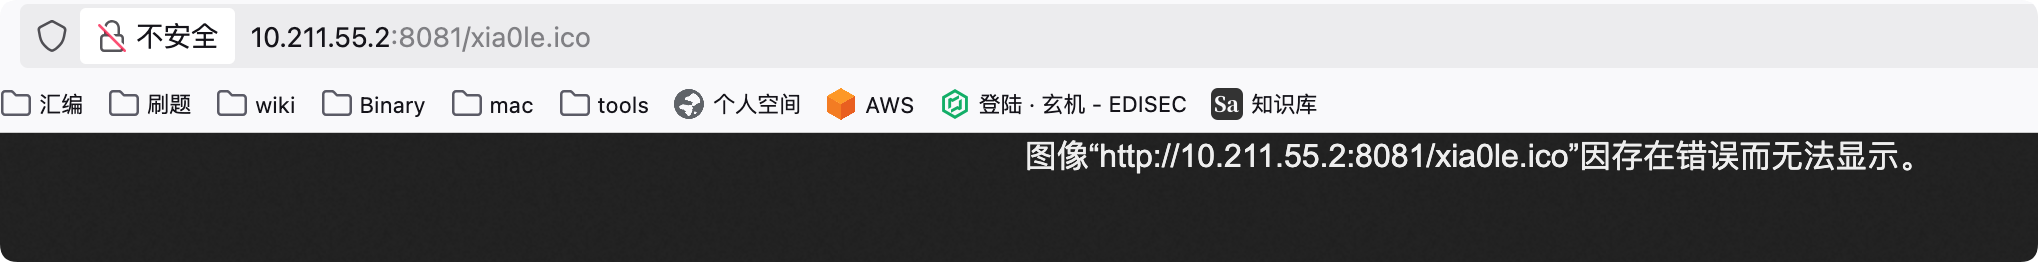 不安全 10.211.55.2:8081/xia0le.ico
汇编 刷题 wiki Binary mac tools 个人空间 AWS 登陆 · 玄机 - EDISEC Sa 知识库
图像“http://10.211.55.2:8081/xia0le.ico”因存在错误而无法显示。